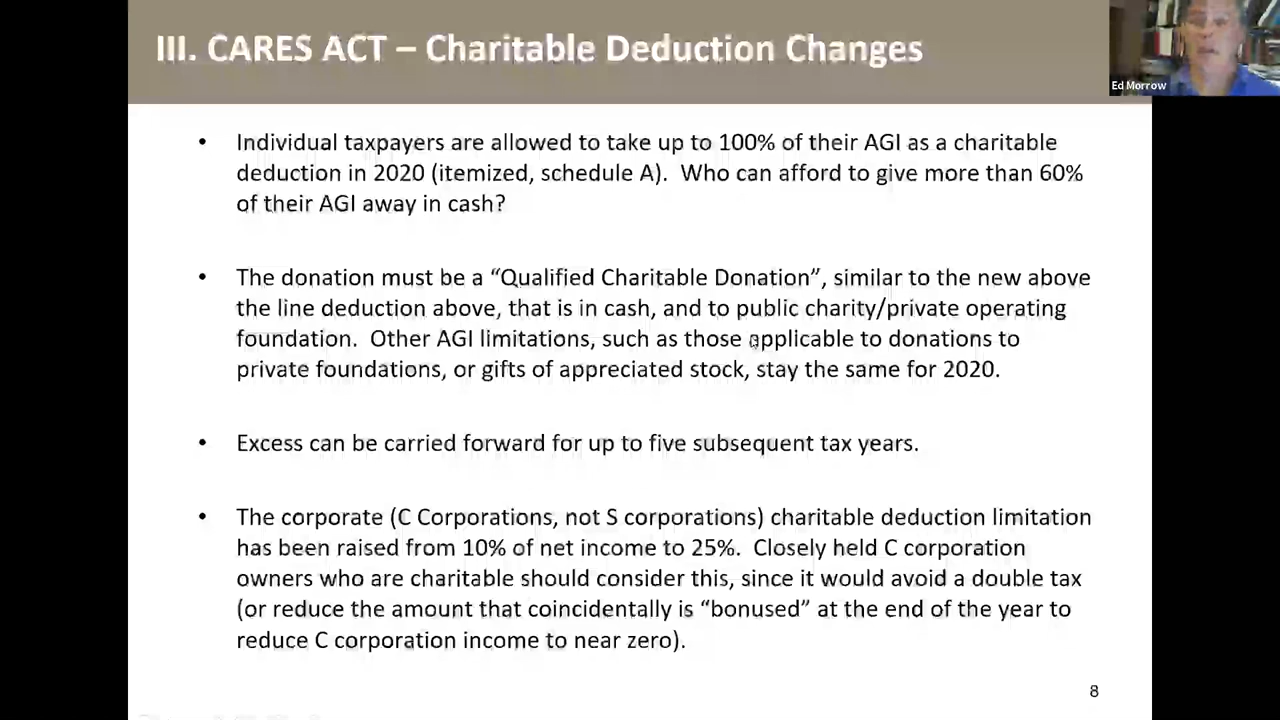 III. CARES ACT – Charitable Deduction Changes
Ed Morrow
• Individual taxpayers are allowed to take up to 100% of their AGI as a charitable
deduction in 2020 (itemized, schedule A).  Who can afford to give more than 60%
of their AGI away in cash?
• The donation must be a “Qualified Charitable Donation”, similar to the new above
the line deduction above, that is in cash, and to public charity/private operating
foundation.  Other AGI limitations, such as those applicable to donations to
private foundations, or gifts of appreciated stock, stay the same for 2020.
• Excess can be carried forward for up to five subsequent tax years.
• The corporate (C Corporations, not S corporations) charitable deduction limitation
has been raised from 10% of net income to 25%.  Closely held C corporation
owners who are charitable should consider this, since it would avoid a double tax
(or reduce the amount that coincidentally is “bonused” at the end of the year to
reduce C corporation income to near zero).
8